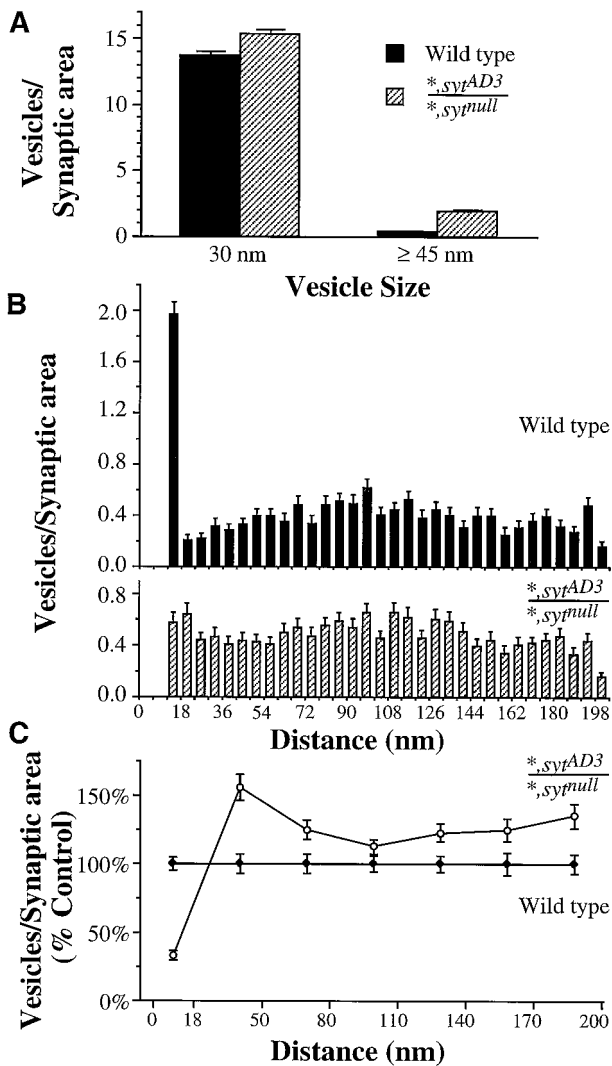 A
Vesicles/
Synaptic area
15
10
5
0
Wild type
*,sytAD3
*,sytnull
30 nm
≥ 45 nm
Vesicle Size
B
Vesicles/Synaptic area
2.0
1.6
1.2
0.8
0.4
0.0
Wild type
0.8
0.4
0.0
*,sytAD3
*,sytnull
0 18 36 54 72 90 108 126 144 162 180 198
Distance (nm)
C
Vesicles/Synaptic area
(% Control)
150%
100%
50%
0%
*,sytAD3
*,sytnull
Wild type
0 18 50 80 110 140 170 200
Distance (nm)